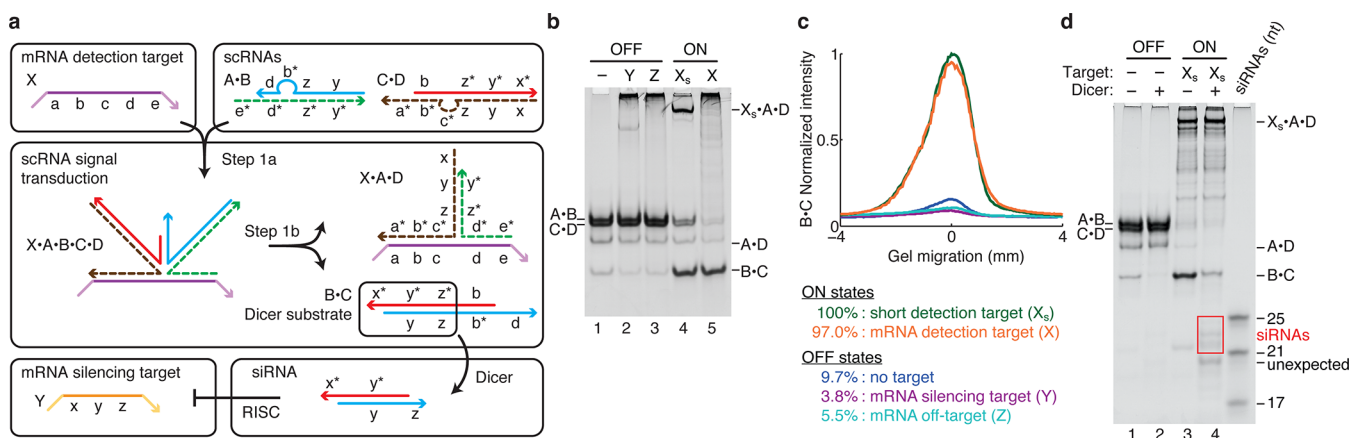 a
mRNA detection target
X
a b c d e
scRNAs
A•B
d b* z y
e* d* z* y*
C•D
b z* y* x*
a* b* c* z y x
Step 1a
scRNA signal
transduction
X•A•B•C•D
Step 1b
X•A•D
x
y y*
z z*
a* b* c* d* e*
a b c d e
B•C
Dicer substrate
x* y* z* b
y z b* d
Dicer
mRNA silencing target
Y
x y z
siRNA
RISC
x* y*
y z
b
OFF ON
– Y Z Xs X
Xs•A•D
A•B
C•D
A•D
B•C
1 2 3 4 5
c
B•C Normalized intensity
1
0.5
0
−4 0 4
Gel migration (mm)
ON states
100% : short detection target (Xs)
97.0% : mRNA detection target (X)
OFF states
9.7% : no target
3.8% : mRNA silencing target (Y)
5.5% : mRNA off-target (Z)
d
OFF ON
siRNAs (nt)
Target: – – Xs Xs
Dicer: – + – +
Xs•A•D
A•B
C•D
A•D
B•C
25
siRNAs
21
unexpected
17
1 2 3 4